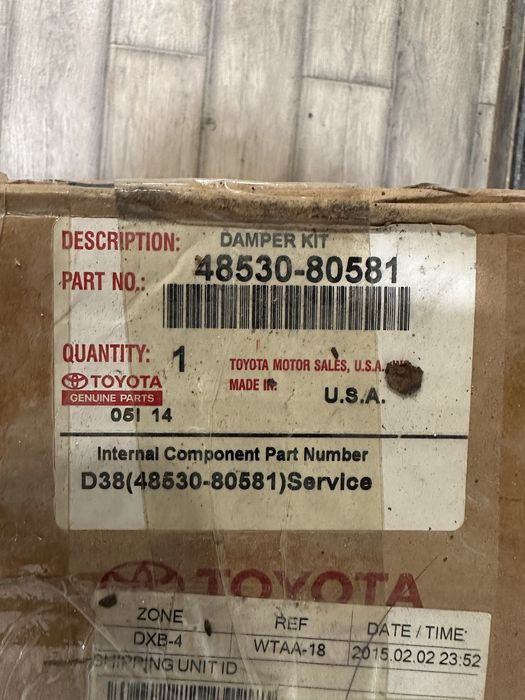 DESCRIPTION: DAMPER KIT
PART NO.: 48530-80581
QUANTITY: 1
TOYOTA MOTOR SALES, U.S.A.,
TOYOTA
MADE IN:
U.S.A.
GENUINE PARTS
05I 14
Internal Component Part Number
D38(48530-80581)Service
TOYOTA
ZONE REF DATE / TIME:
DXB-4 WTAA-18 2015.02.02 23:52
SHIPPING UNIT ID